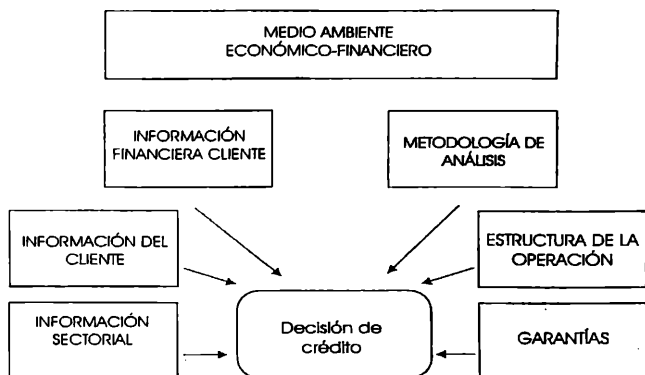 MEDIO AMBIENTE
ECONÓMICO-FINANCIERO
INFORMACIÓN
FINANCIERA CLIENTE
METODOLOGÍA DE
ANÁLISIS
INFORMACIÓN DEL
CLIENTE
ESTRUCTURA DE LA
OPERACIÓN
INFORMACIÓN
SECTORIAL
Decisión de
crédito
GARANTÍAS